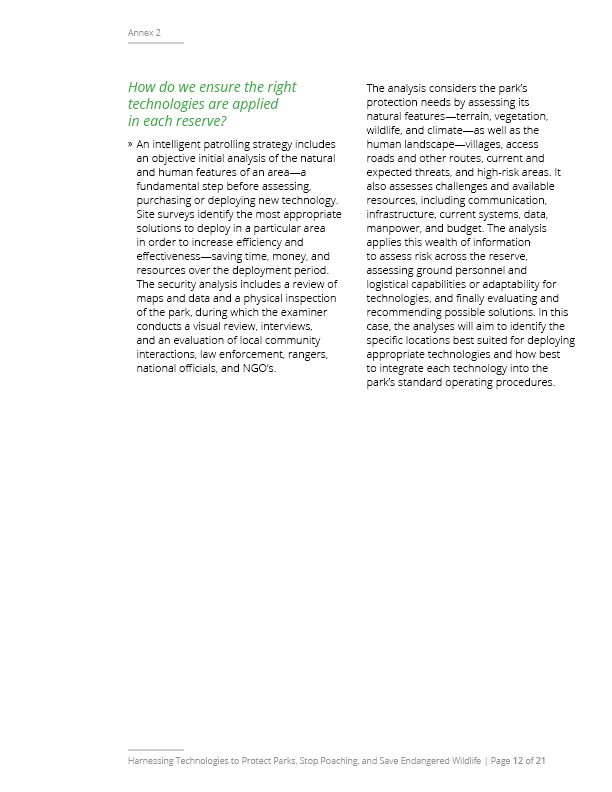 Annex 2
How do we ensure the right
technologies are applied
in each reserve?
» An intelligent patrolling strategy includes
an objective initial analysis of the natural
and human features of an area—a
fundamental step before assessing,
purchasing or deploying new technology.
Site surveys identify the most appropriate
solutions to deploy in a particular area
in order to increase efficiency and
effectiveness—saving time, money, and
resources over the deployment period.
The security analysis includes a review of
maps and data and a physical inspection
of the park, during which the examiner
conducts a visual review, interviews,
and an evaluation of local community
interactions, law enforcement, rangers,
national officials, and NGO's.
The analysis considers the park's
protection needs by assessing its
natural features—terrain, vegetation,
wildlife, and climate—as well as the
human landscape—villages, access
roads and other routes, current and
expected threats, and high-risk areas. It
also assesses challenges and available
resources, including communication,
infrastructure, current systems, data,
manpower, and budget. The analysis
applies this wealth of information
to assess risk across the reserve,
assessing ground personnel and
logistical capabilities or adaptability for
technologies, and finally evaluating and
recommending possible solutions. In this
case, the analyses will aim to identify the
specific locations best suited for deploying
appropriate technologies and how best
to integrate each technology into the
park's standard operating procedures.
Harnessing Technologies to Protect Parks, Stop Poaching, and Save Endangered Wildlife | Page 12 of 21